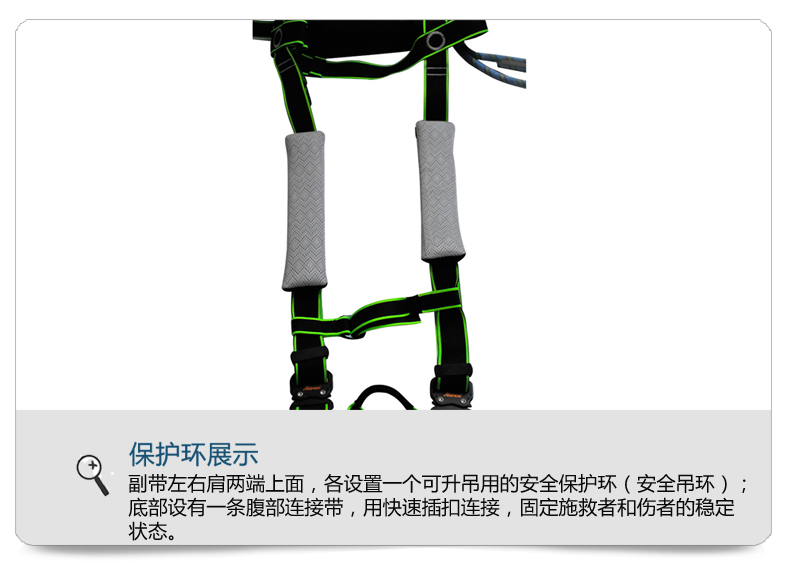 保护环展示
副带左右肩两端上面，各设置一个可升吊用的安全保护环（安全吊环）；
底部设有一条腹部连接带，用快速插扣连接，固定施救者和伤者的稳定
状态。